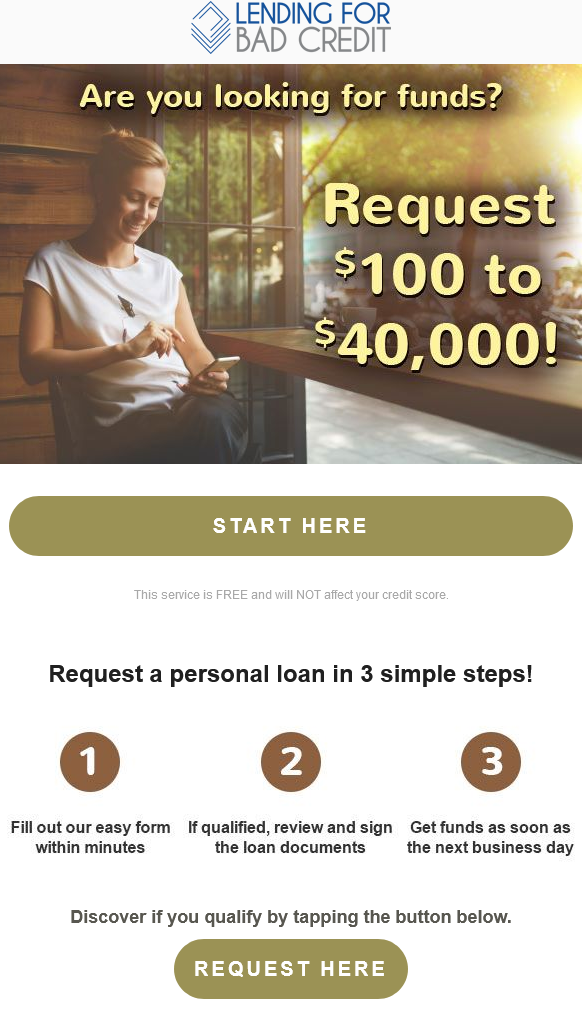 LENDING FOR
BAD CREDIT
Are you looking for funds?
Request
$100 to
$40,000!
START HERE
This service is FREE and will NOT affect your credit score.
Request a personal loan in 3 simple steps!
1
2
3
Fill out our easy form
within minutes
If qualified, review and sign
the loan documents
Get funds as soon as
the next business day
Discover if you qualify by tapping the button below.
REQUEST HERE